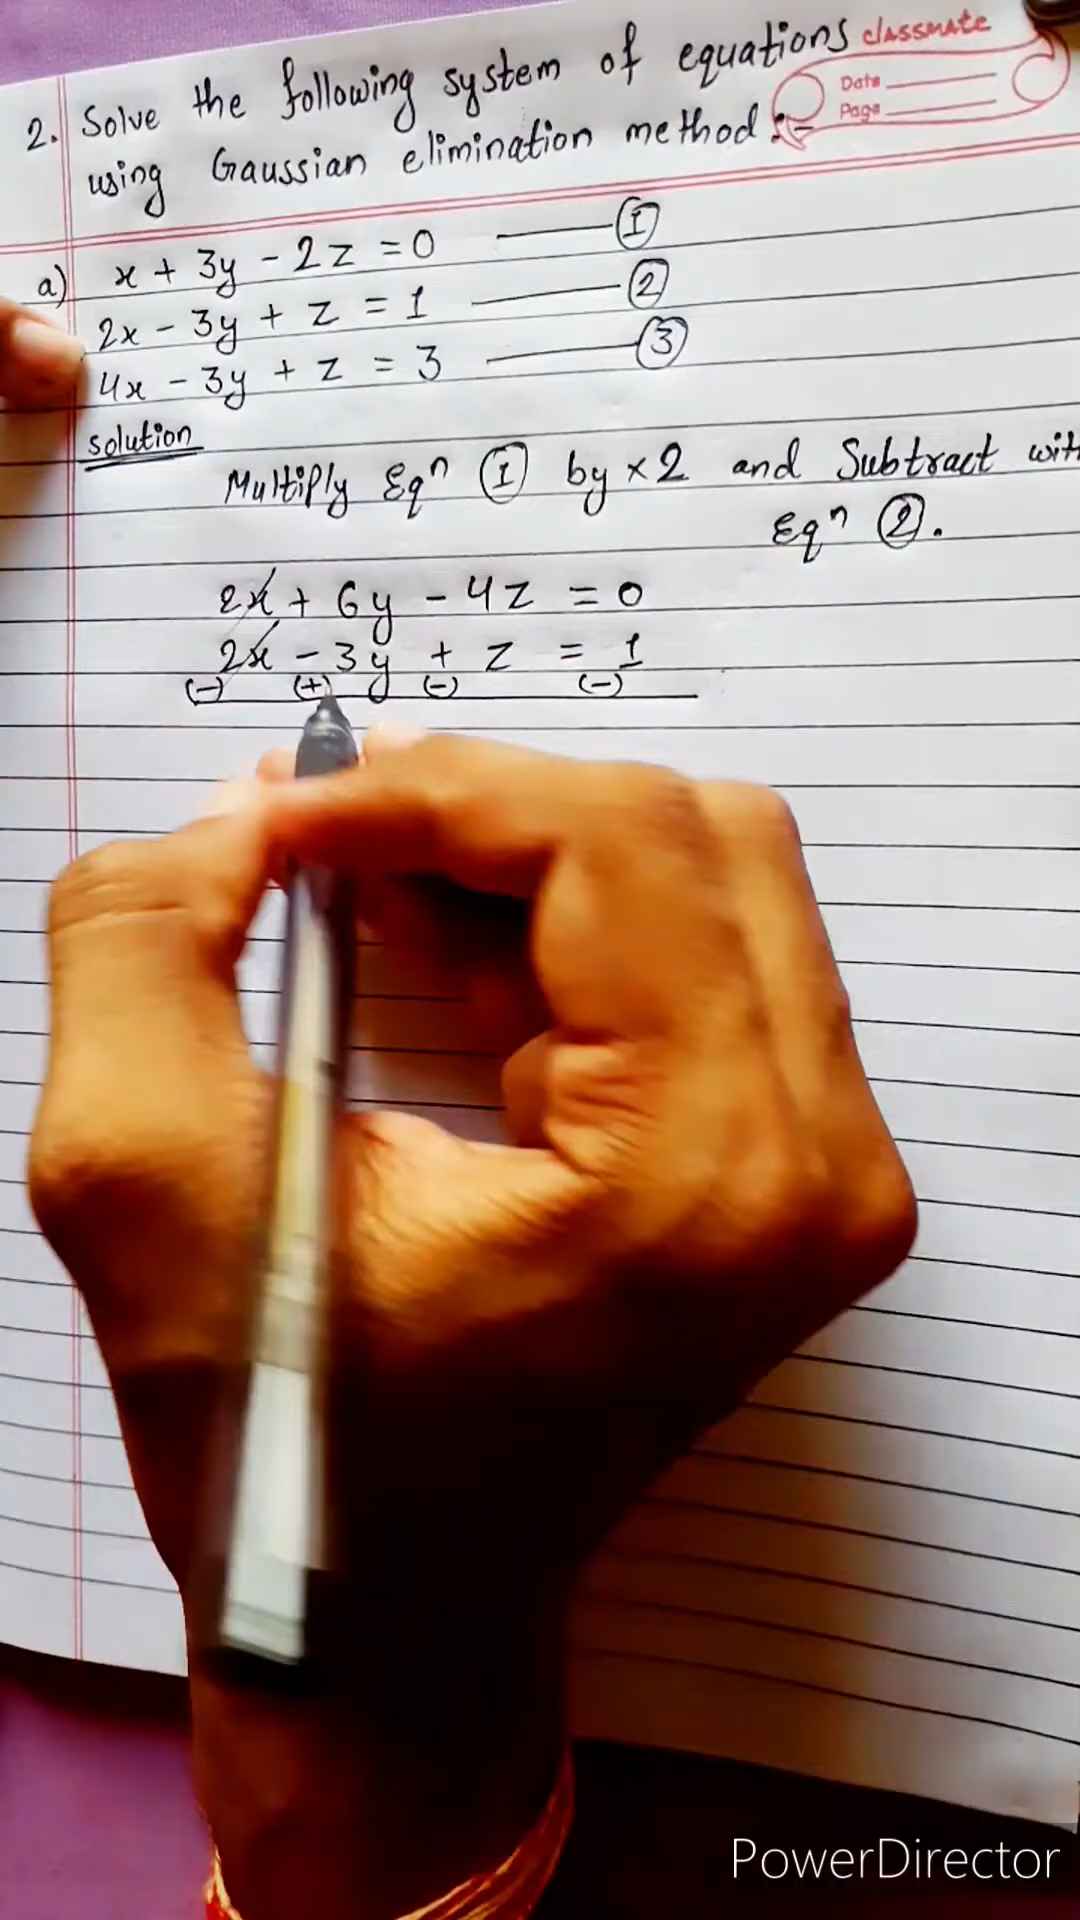 classmate
Date
Page
2. Solve the following system of equations
using Gaussian elimination method :-
a) x + 3y - 2z = 0 ——— ①
2x - 3y + z = 1 ——— ②
4x - 3y + z = 3 ——— ③
solution
Multiply Eqⁿ ① by ×2 and Subtract with
Eqⁿ ②.
2x + 6y - 4z = 0
2x - 3y + z = 1
(-) (+) (-) (-)
PowerDirector